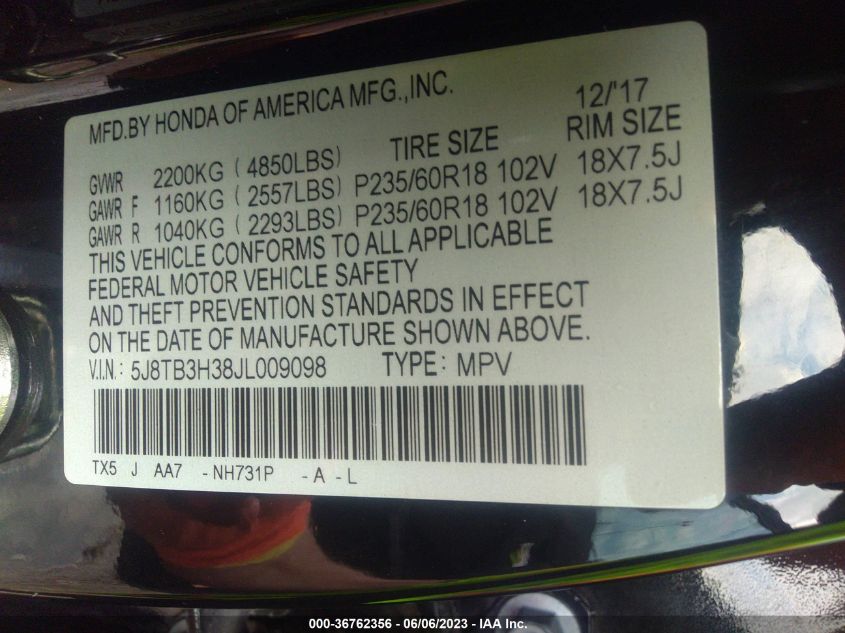 MFD.BY HONDA OF AMERICA MFG.,INC. 12/'17
TIRE SIZE RIM SIZE
GVWR 2200KG (4850LBS)
GAWR F 1160KG (2557LBS) P235/60R18 102V 18X7.5J
GAWR R 1040KG (2293LBS) P235/60R18 102V 18X7.5J
THIS VEHICLE CONFORMS TO ALL APPLICABLE
FEDERAL MOTOR VEHICLE SAFETY
AND THEFT PREVENTION STANDARDS IN EFFECT
ON THE DATE OF MANUFACTURE SHOWN ABOVE.
V.I.N: 5J8TB3H38JL009098 TYPE: MPV
TX5 J AA7 -NH731P -A -L
000-36762356 - 06/06/2023 - IAA Inc.